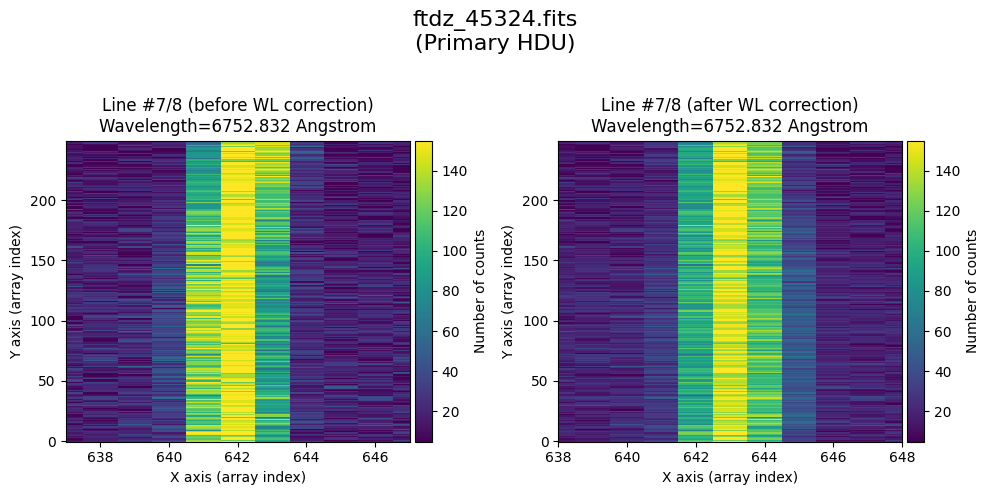 ftdz_45324.fits
(Primary HDU)
Line #7/8 (before WL correction)
Wavelength=6752.832 Angstrom
Y axis (array index)
200
150
100
50
0
638 640 642 644 646
X axis (array index)
140
120
100
80
60
40
20
Number of counts
Line #7/8 (after WL correction)
Wavelength=6752.832 Angstrom
Y axis (array index)
200
150
100
50
0
638 640 642 644 646 648
X axis (array index)
140
120
100
80
60
40
20
Number of counts